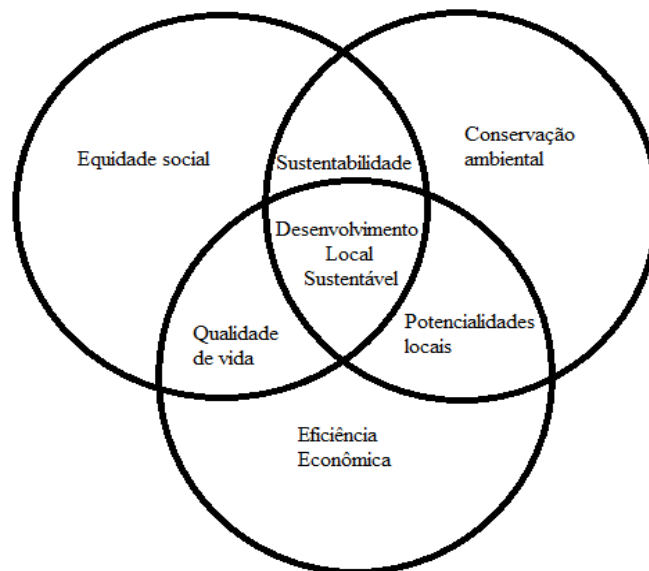 Equidade social
Conservação
ambiental
Sustentabilidade
Desenvolvimento
Local
Sustentável
Qualidade
de vida
Potencialidades
locais
Eficiência
Econômica